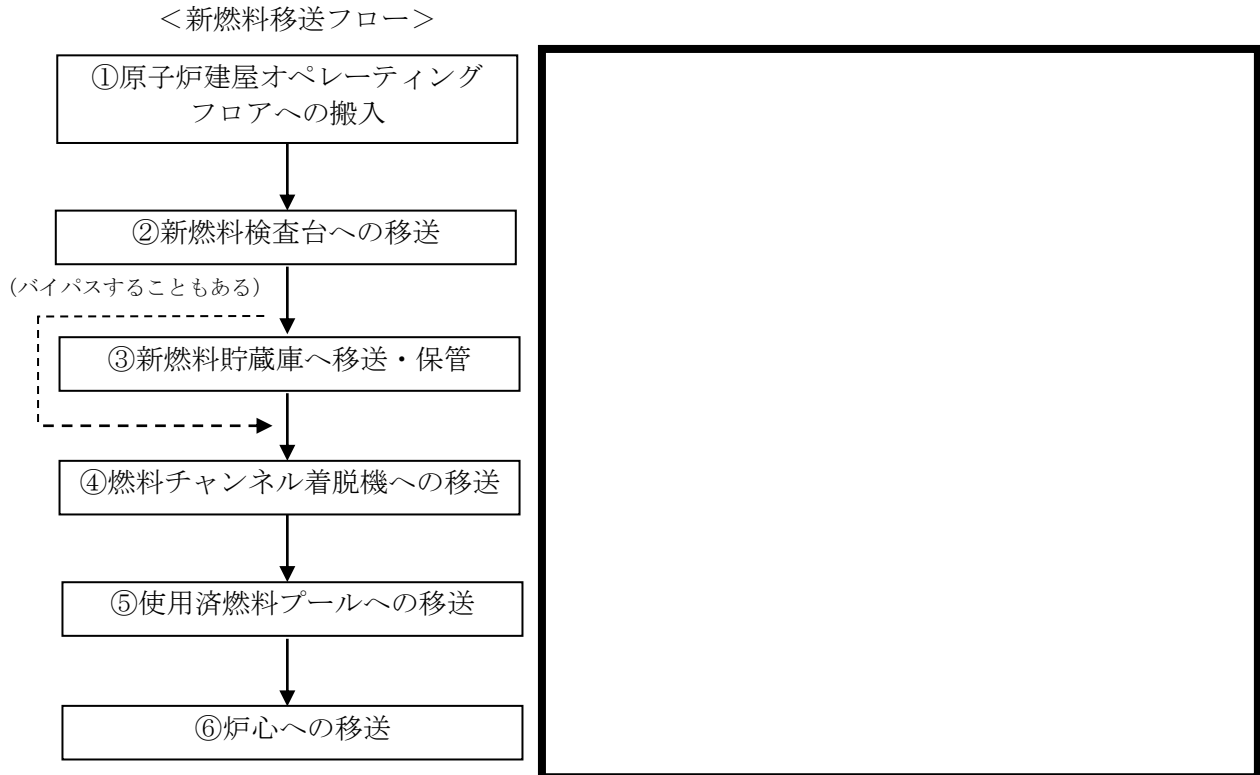 ＜新燃料移送フロー＞
①原子炉建屋オペレーティング
フロアへの搬入
②新燃料検査台への移送
（バイパスすることもある）
③新燃料貯蔵庫へ移送・保管
④燃料チャンネル着脱機への移送
⑤使用済燃料プールへの移送
⑥炉心への移送